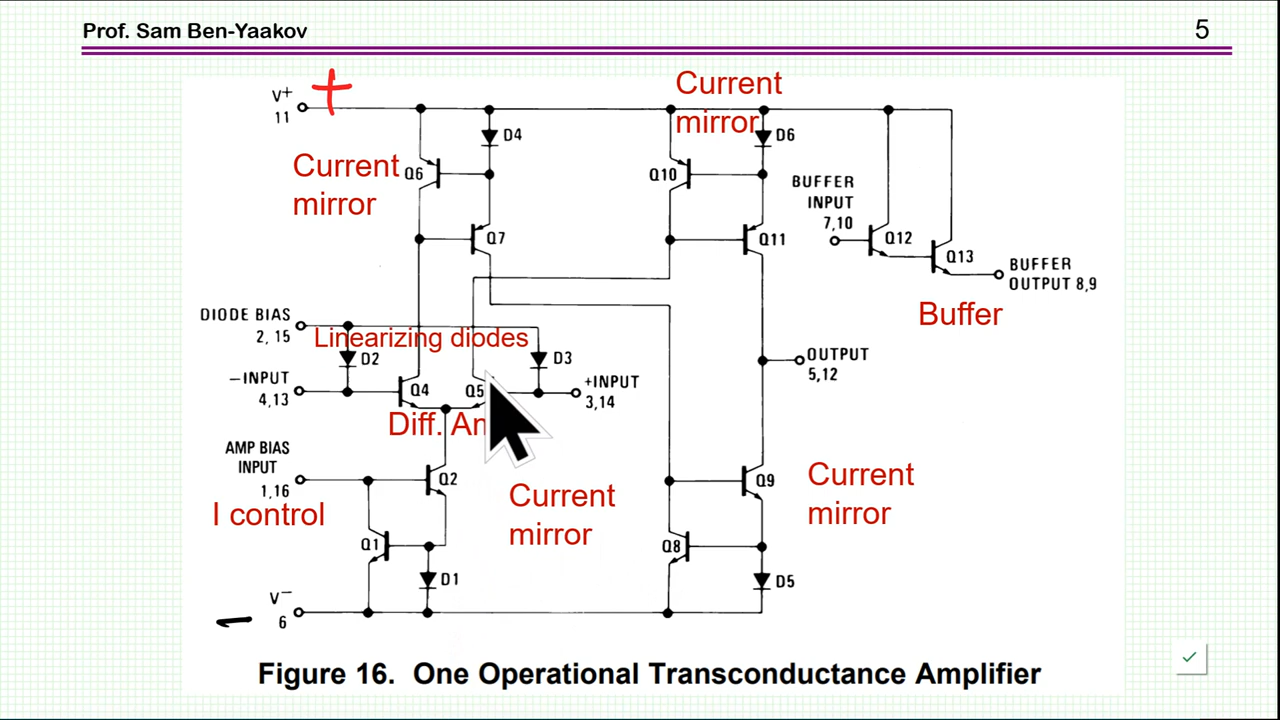 Prof. Sam Ben-Yaakov
5
V+
11
+
Current
mirror
D4
Q6
Q7
Current
mirror
D6
Q10
Q11
BUFFER
INPUT
7,10
Q12
Q13
BUFFER
OUTPUT 8,9
Buffer
DIODE BIAS
2, 15
Linearizing diodes
D2
D3
−INPUT
4,13
Q4
Q5
+INPUT
3,14
Diff. Am
OUTPUT
5,12
AMP BIAS
INPUT
1,16
I control
Q2
Q1
D1
Current
mirror
Q9
Q8
D5
Current
mirror
V−
6
−
Figure 16. One Operational Transconductance Amplifier